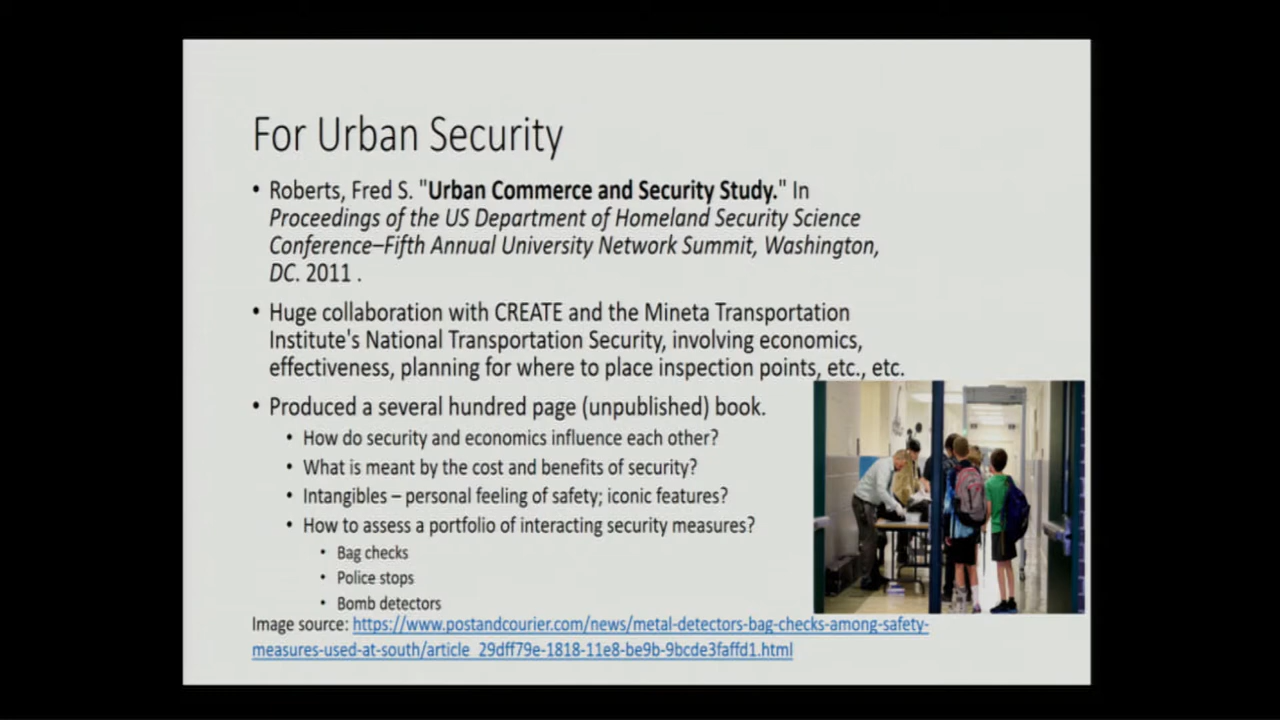 For Urban Security
• Roberts, Fred S. "Urban Commerce and Security Study." In
Proceedings of the US Department of Homeland Security Science
Conference–Fifth Annual University Network Summit, Washington,
DC. 2011 .
• Huge collaboration with CREATE and the Mineta Transportation
Institute's National Transportation Security, involving economics,
effectiveness, planning for where to place inspection points, etc., etc.
• Produced a several hundred page (unpublished) book.
• How do security and economics influence each other?
• What is meant by the cost and benefits of security?
• Intangibles – personal feeling of safety; iconic features?
• How to assess a portfolio of interacting security measures?
• Bag checks
• Police stops
• Bomb detectors
Image source: https://www.postandcourier.com/news/metal-detectors-bag-checks-among-safety-
measures-used-at-south/article_29dff79e-1818-11e8-be9b-9bcde3faffd1.html